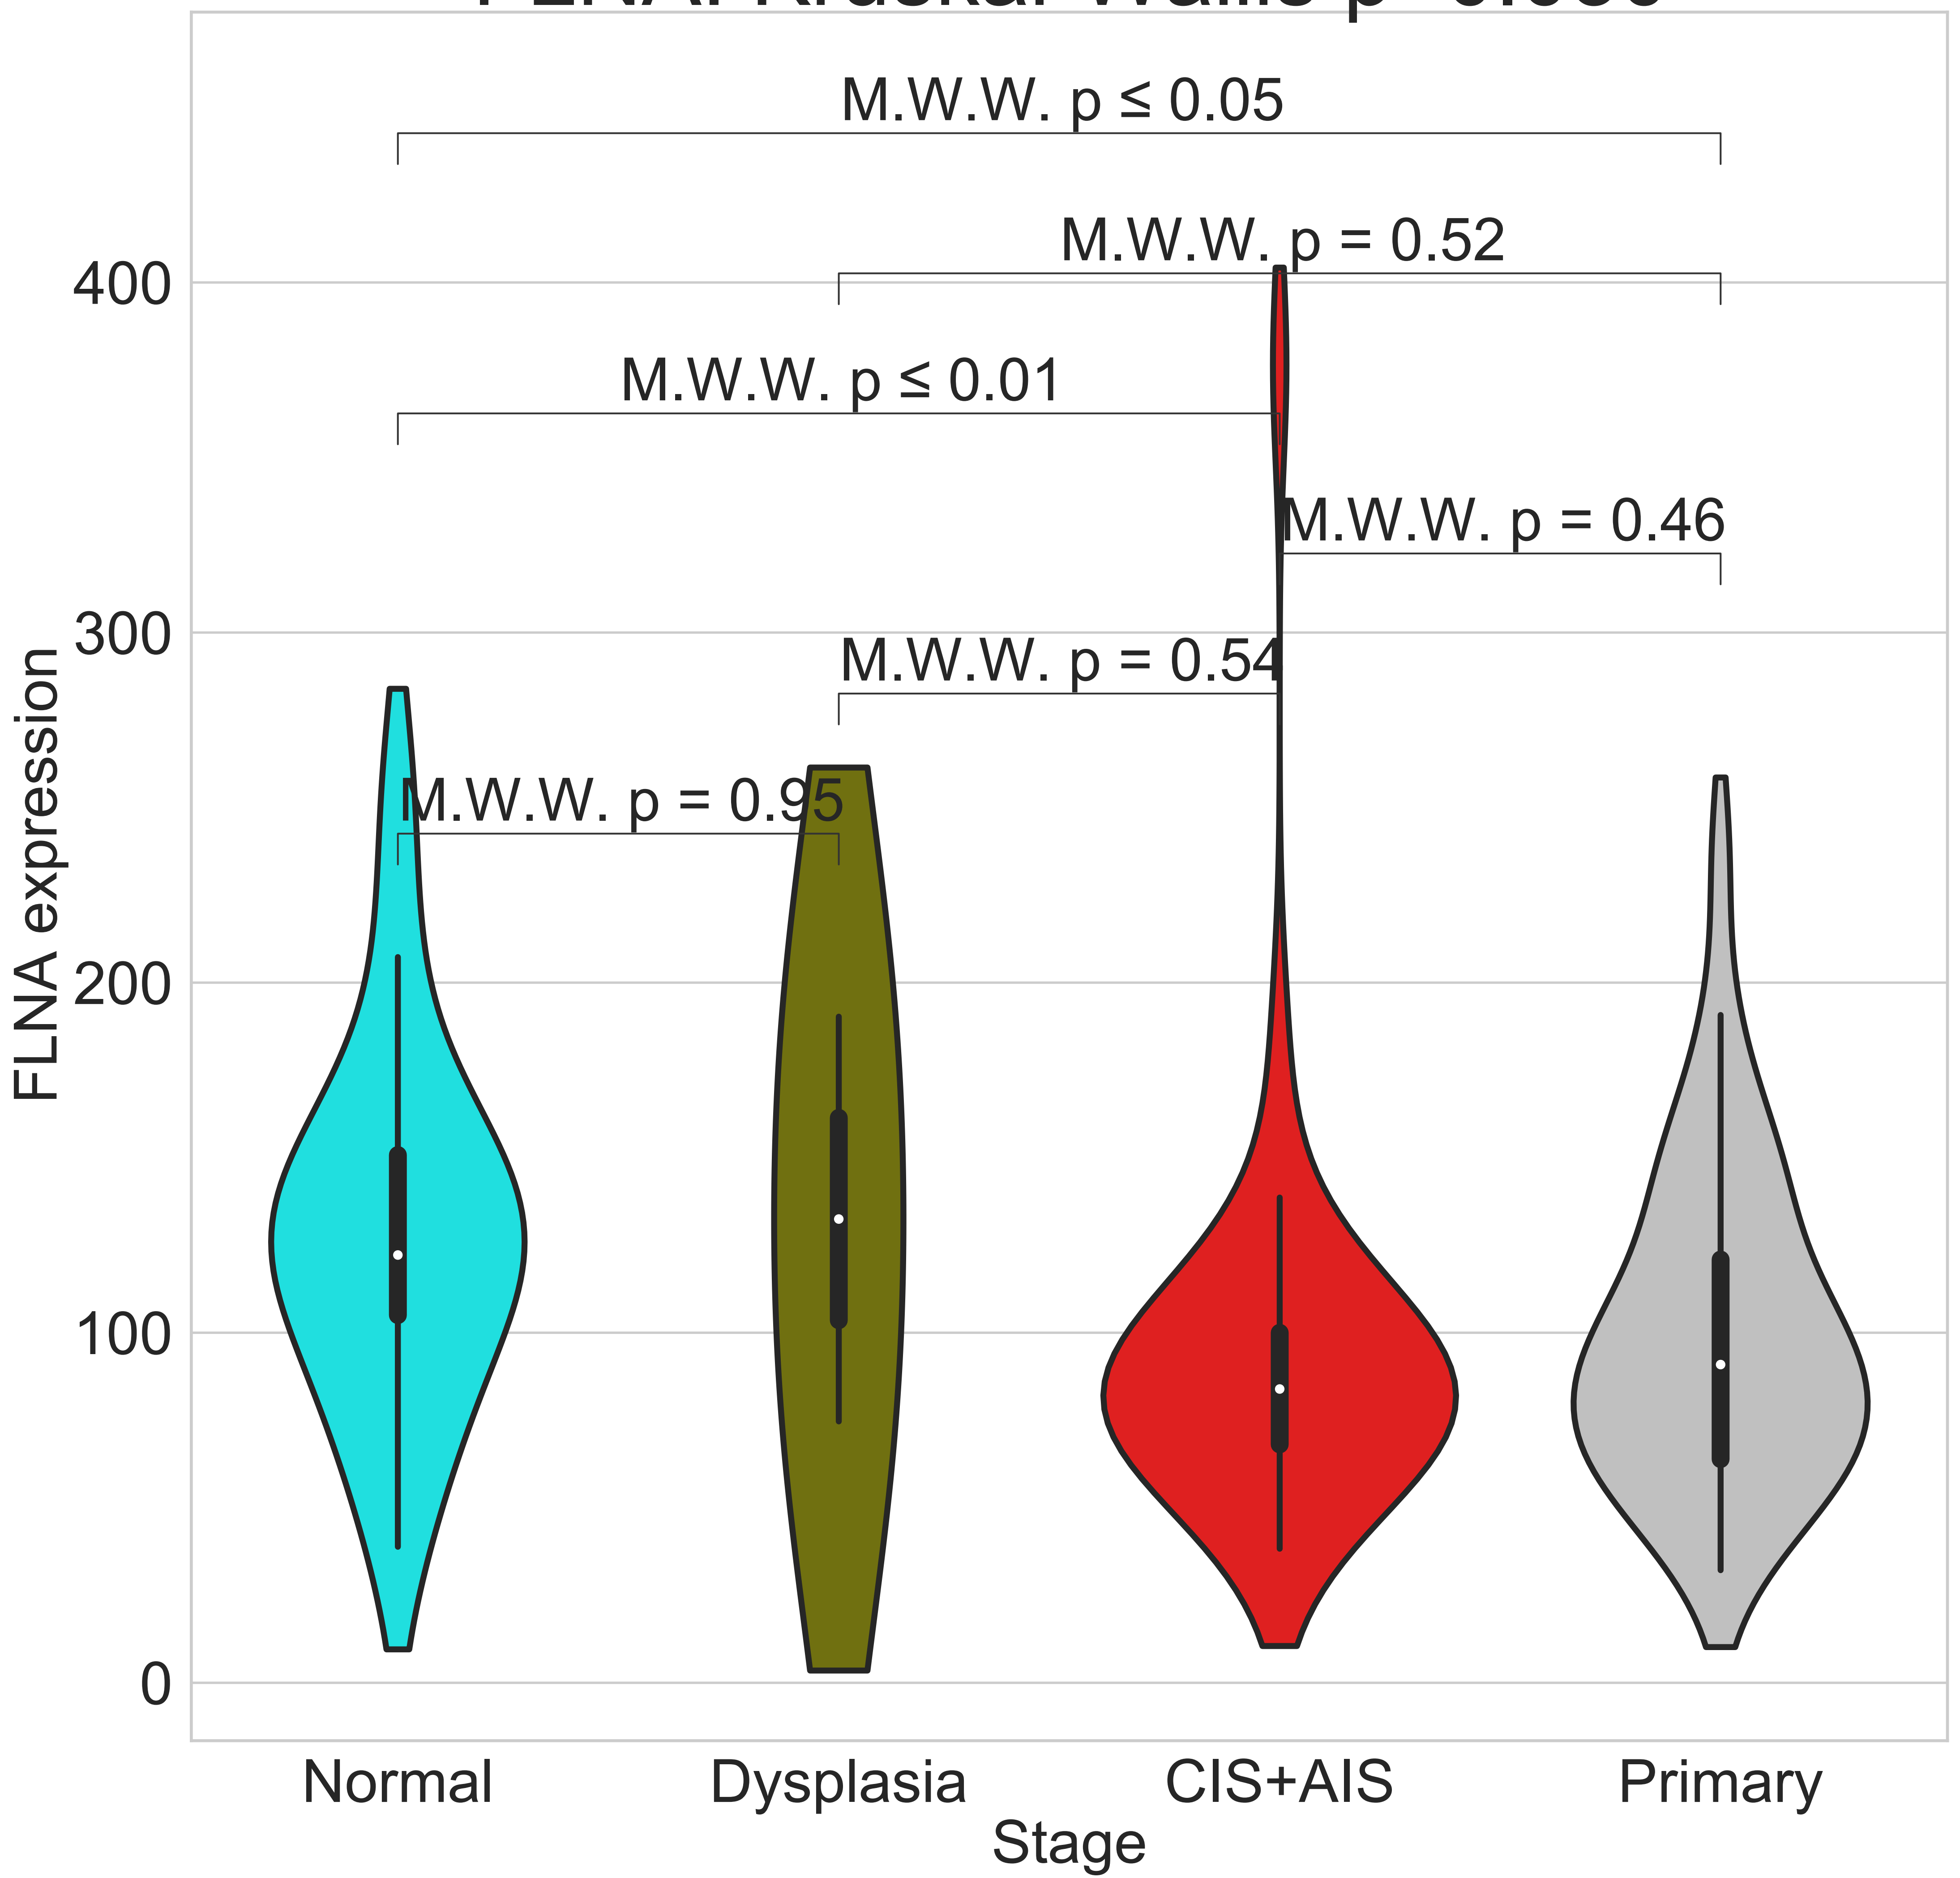 M.W.W. p ≤ 0.05
M.W.W. p = 0.52
400
M.W.W. p ≤ 0.01
M.W.W. p = 0.46
300
M.W.W. p = 0.54
M.W.W. p = 0.95
FLNA expression
200
100
0
Normal Dysplasia CIS+AIS Primary
Stage